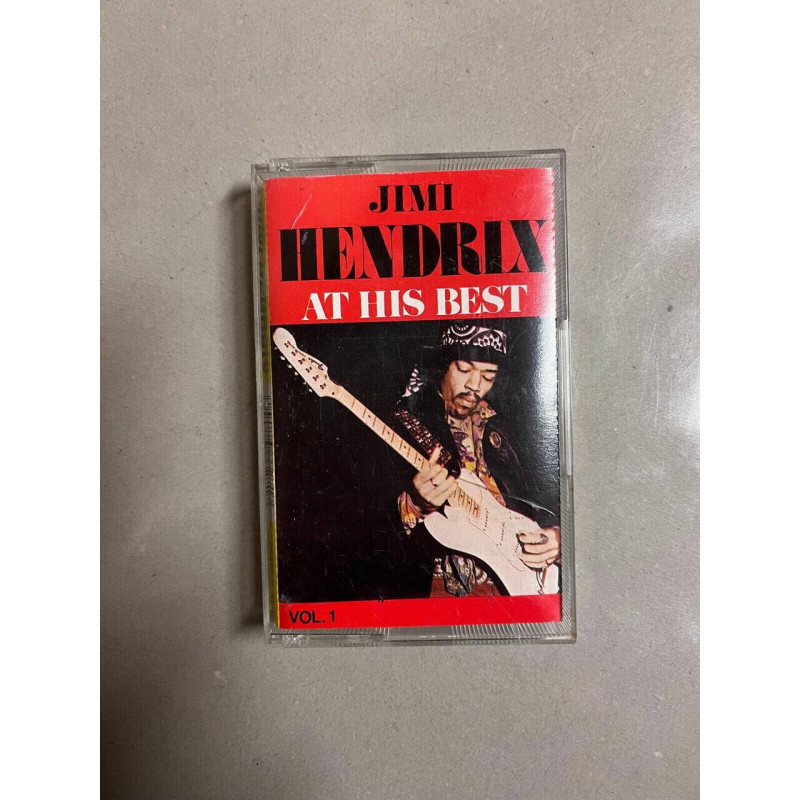 JIMI
HENDRIX
AT HIS BEST
VOL. 1